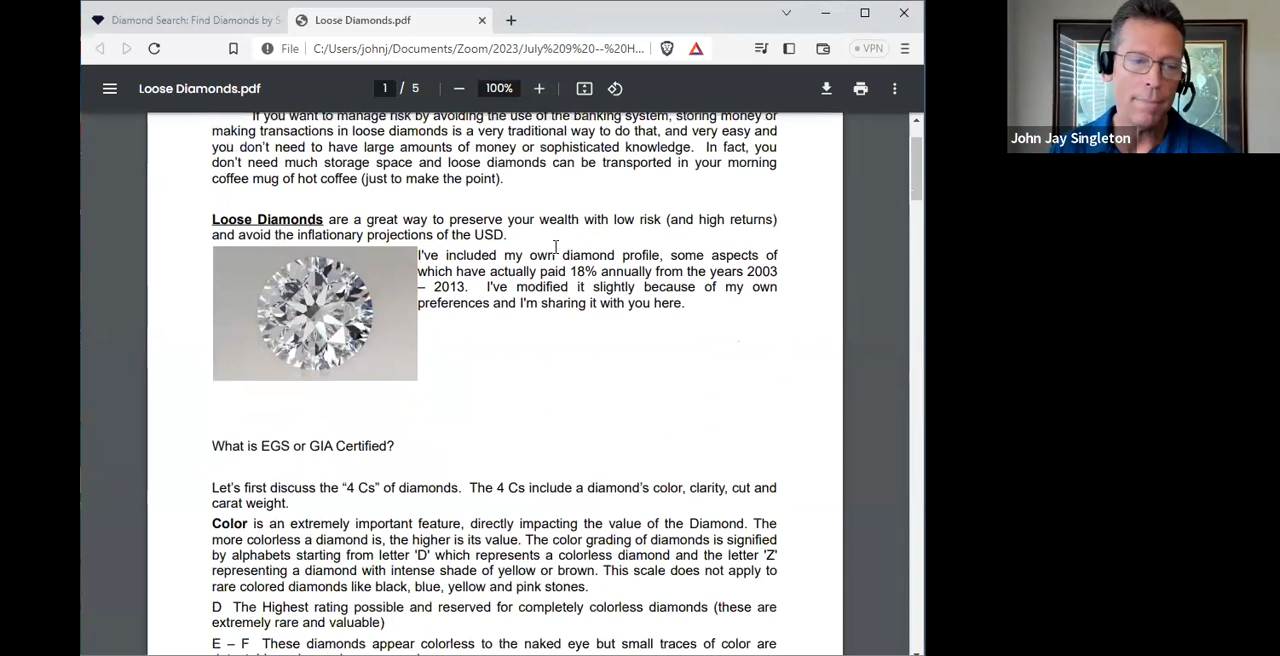 Diamond Search: Find Diamonds by S
Loose Diamonds.pdf
File C:/Users/johnj/Documents/Zoom/2023/July%209%20--%20H... VPN
Loose Diamonds.pdf 1 / 5 100%
John Jay Singleton
If you want to manage risk by avoiding the use of the banking system, storing money or
making transactions in loose diamonds is a very traditional way to do that, and very easy and
you don't need to have large amounts of money or sophisticated knowledge. In fact, you
don't need much storage space and loose diamonds can be transported in your morning
coffee mug of hot coffee (just to make the point).
Loose Diamonds are a great way to preserve your wealth with low risk (and high returns)
and avoid the inflationary projections of the USD.
I've included my own diamond profile, some aspects of
which have actually paid 18% annually from the years 2003
– 2013. I've modified it slightly because of my own
preferences and I'm sharing it with you here.
What is EGS or GIA Certified?
Let's first discuss the “4 Cs” of diamonds. The 4 Cs include a diamond's color, clarity, cut and
carat weight.
Color is an extremely important feature, directly impacting the value of the Diamond. The
more colorless a diamond is, the higher is its value. The color grading of diamonds is signified
by alphabets starting from letter 'D' which represents a colorless diamond and the letter 'Z'
representing a diamond with intense shade of yellow or brown. This scale does not apply to
rare colored diamonds like black, blue, yellow and pink stones.
D The Highest rating possible and reserved for completely colorless diamonds (these are
extremely rare and valuable)
E – F These diamonds appear colorless to the naked eye but small traces of color are